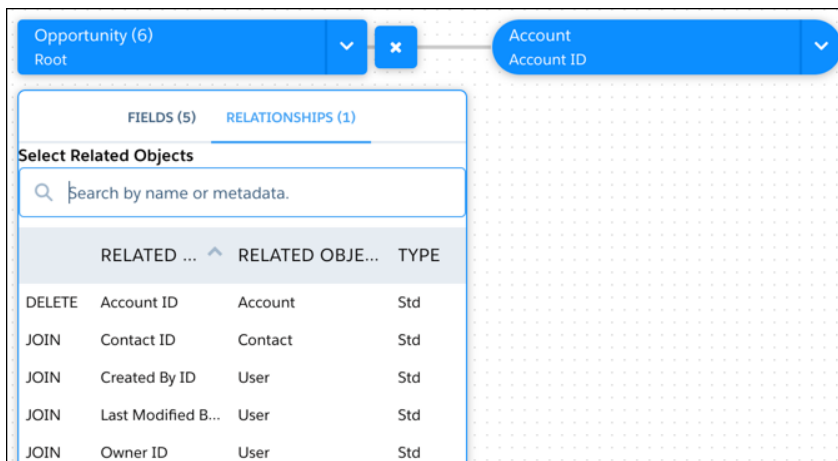 Opportunity (6)
Root
Account
Account ID
FIELDS (5) RELATIONSHIPS (1)
Select Related Objects
Search by name or metadata.
RELATED ... RELATED OBJE... TYPE
DELETE Account ID Account Std
JOIN Contact ID Contact Std
JOIN Created By ID User Std
JOIN Last Modified B... User Std
JOIN Owner ID User Std